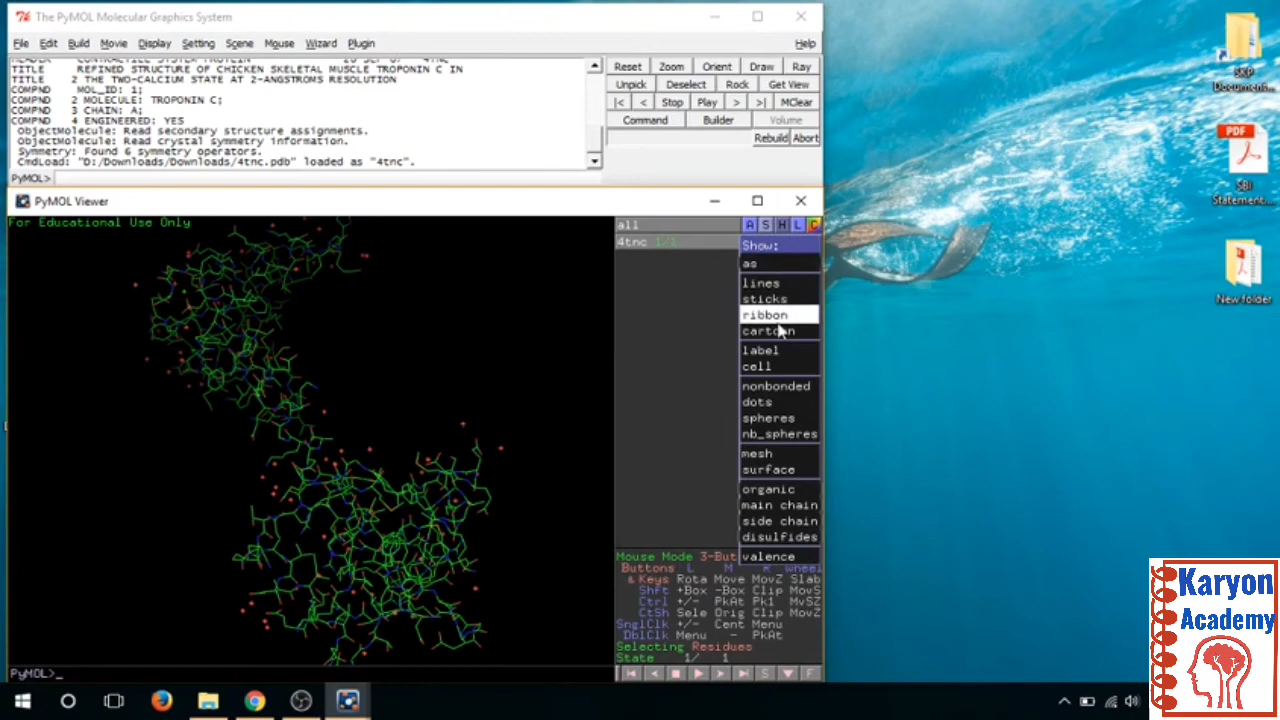 The PyMOL Molecular Graphics System
File Edit Build Movie Display Setting Scene Mouse Wizard Plugin Help
TITLE REFINED STRUCTURE OF CHICKEN SKELETAL MUSCLE TROPONIN C IN
TITLE 2 THE TWO-CALCIUM STATE AT 2-ANGSTROMS RESOLUTION
COMPND MOL_ID: 1;
COMPND 2 MOLECULE: TROPONIN C;
COMPND 3 CHAIN: A;
COMPND 4 ENGINEERED: YES
ObjectMolecule: Read secondary structure assignments.
ObjectMolecule: Read crystal symmetry information.
Symmetry: Found 6 symmetry operators.
CmdLoad: "D:/Downloads/Downloads/4tnc.pdb" loaded as "4tnc".
PyMOL>
Reset Zoom Orient Draw Ray
Unpick Deselect Rock Get View
|< < Stop Play > >| MClear
Command Builder Volume
Rebuild Abort
PyMOL Viewer
For Educational Use Only
all A S H L C
4tnc 1/1
Show:
as
lines
sticks
ribbon
cartoon
label
cell
nonbonded
dots
spheres
nb_spheres
mesh
surface
organic
main chain
side chain
disulfides
valence
Mouse Mode 3-But
Buttons L M R Wheel
& Keys Rota Move MovZ Slab
Shft +Box -Box Clip MovS
Ctrl +/- PkAt Pk1 MvSZ
CtSh Sele Orig Clip MovZ
SnglClk +/- Cent Menu
DblClk Menu - PkAt
Selecting Residues
State 1/ 1
S F
PyMOL>_
SKP
Document...
PDF
SBI
Statement...
New folder
Karyon
Academy